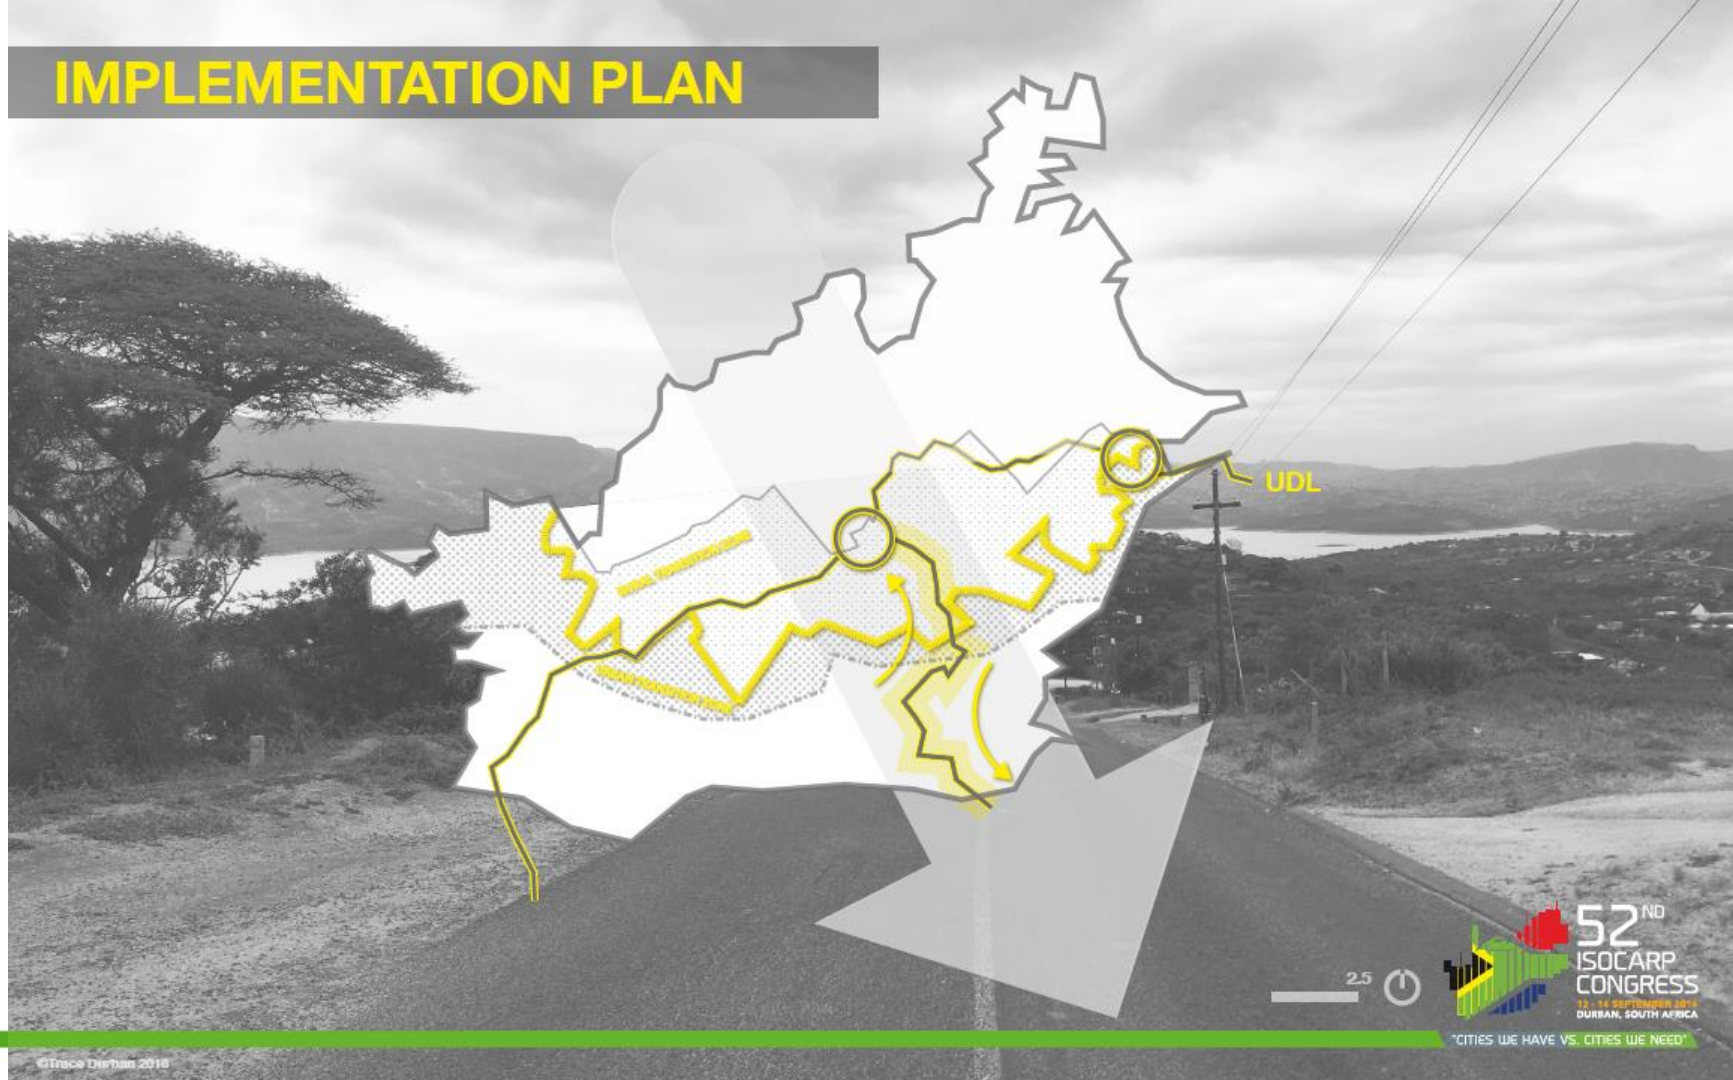 IMPLEMENTATION PLAN
UDL
2.5
52ND
ISOCARP
CONGRESS
12 - 16 SEPTEMBER 2016
DURBAN, SOUTH AFRICA
"CITIES WE HAVE VS. CITIES WE NEED"
©Trace Durban 2016